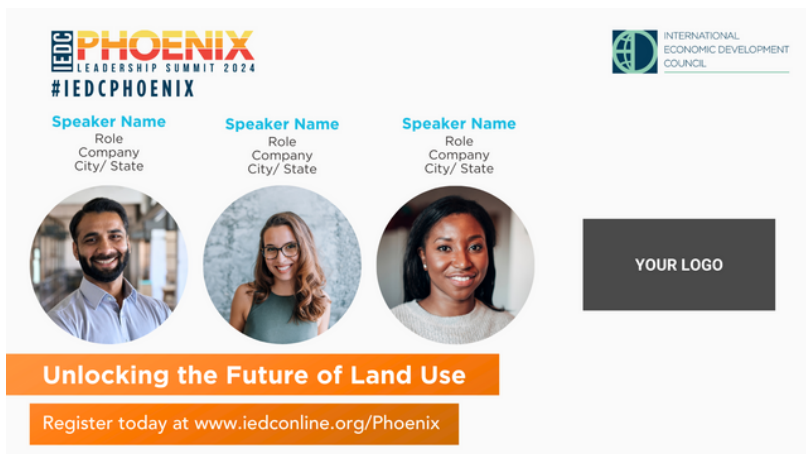 IEDC PHOENIX
LEADERSHIP SUMMIT 2024
#IEDCPHOENIX
INTERNATIONAL
ECONOMIC DEVELOPMENT
COUNCIL
Speaker Name
Role
Company
City/ State
Speaker Name
Role
Company
City/ State
Speaker Name
Role
Company
City/ State
YOUR LOGO
Unlocking the Future of Land Use
Register today at www.iedconline.org/Phoenix